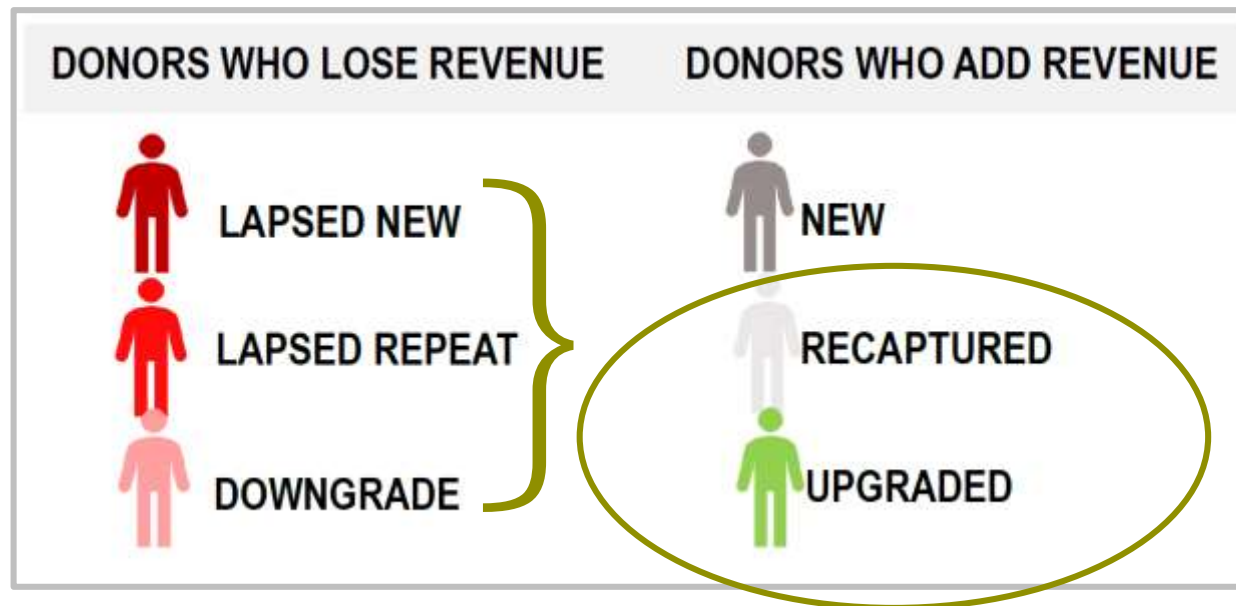 DONORS WHO LOSE REVENUE
DONORS WHO ADD REVENUE
LAPSED NEW
LAPSED REPEAT
DOWNGRADE
NEW
RECAPTURED
UPGRADED